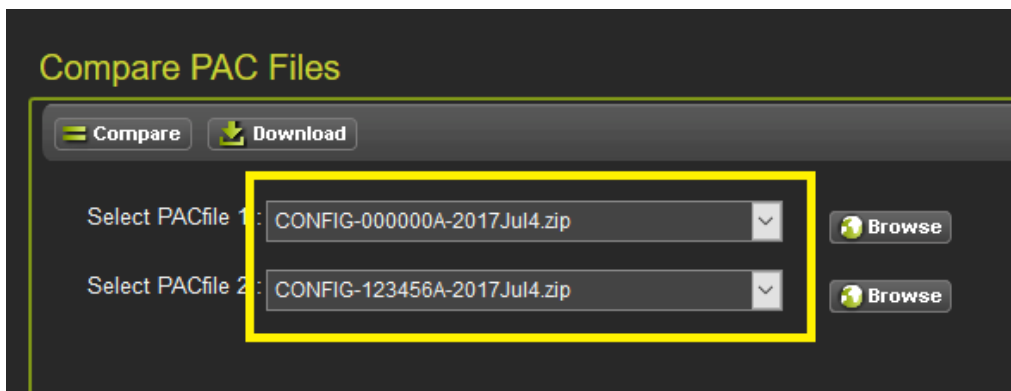 Compare PAC Files
Compare Download
Select PACfile 1 : CONFIG-000000A-2017Jul4.zip Browse
Select PACfile 2 : CONFIG-123456A-2017Jul4.zip Browse